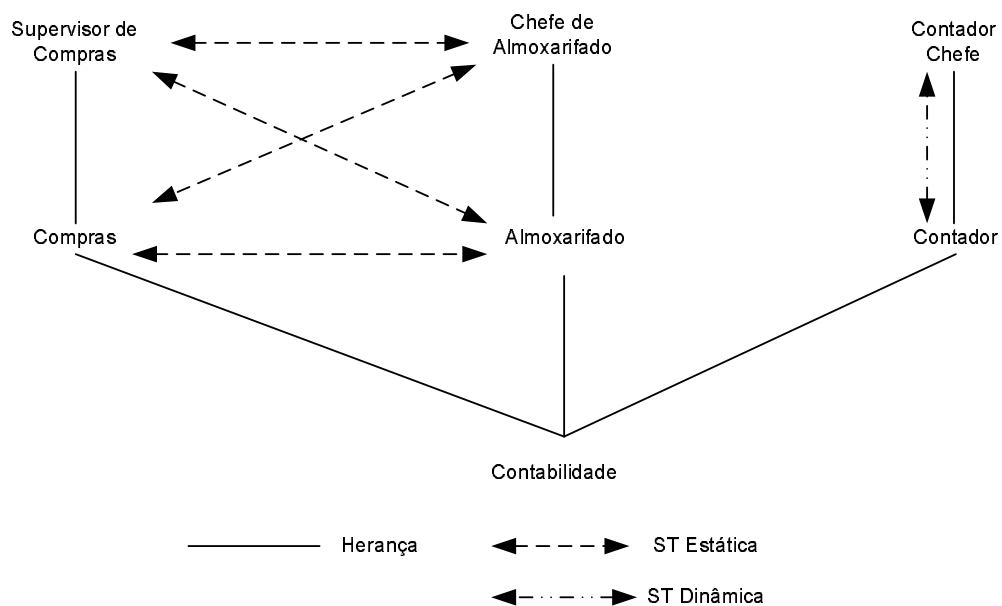 Supervisor de
Compras
Chefe de
Almoxarifado
Contador
Chefe
Compras
Almoxarifado
Contador
Contabilidade
Herança
ST Estática
ST Dinâmica